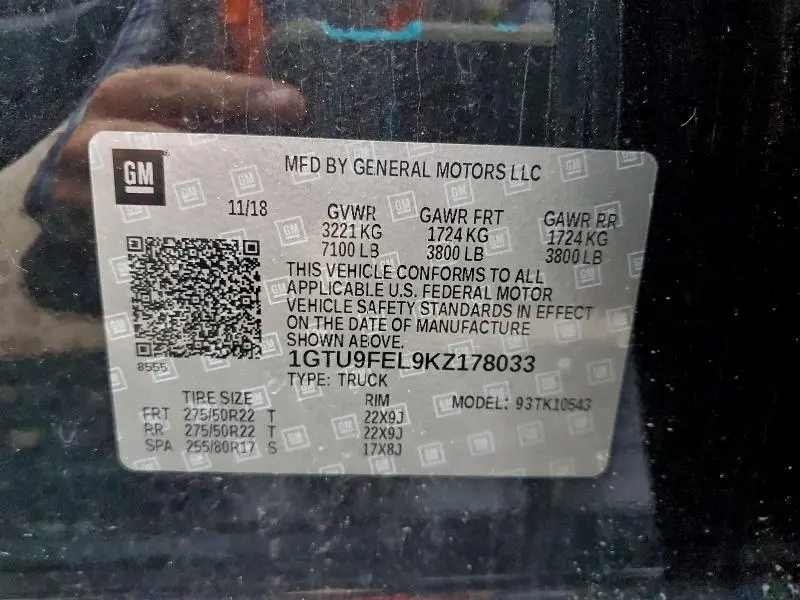 GM
MFD BY GENERAL MOTORS LLC
11/18 GVWR GAWR FRT GAWR RR
3221 KG 1724 KG 1724 KG
7100 LB 3800 LB 3800 LB
THIS VEHICLE CONFORMS TO ALL
APPLICABLE U.S. FEDERAL MOTOR
VEHICLE SAFETY STANDARDS IN EFFECT
ON THE DATE OF MANUFACTURE
SHOWN ABOVE.
8555
1GTU9FEL9KZ178033
TYPE: TRUCK
TIRE SIZE RIM MODEL: 93TK10543
FRT 275/50R22 T 22X9J
RR 275/50R22 T 22X9J
SPA 255/80R17 S 17X8J